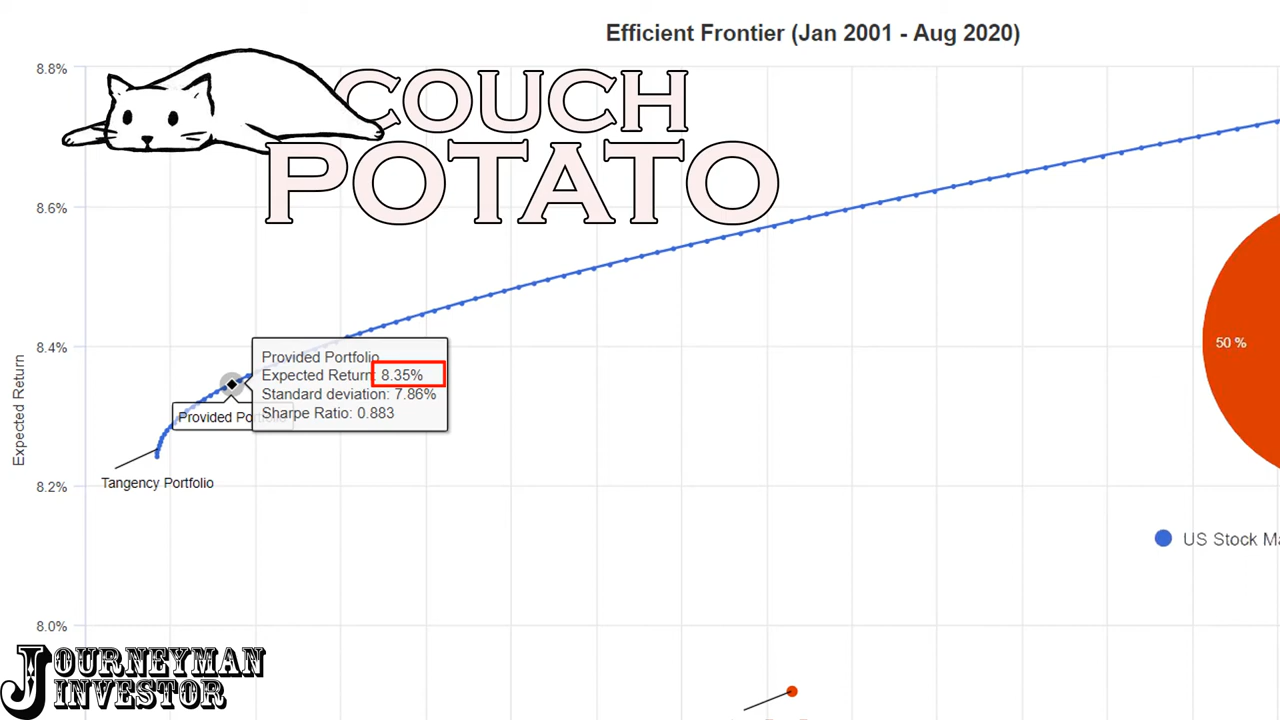 Efficient Frontier (Jan 2001 - Aug 2020)
COUCH
POTATO
8.8%
8.6%
8.4%
8.2%
8.0%
Expected Return
Provided Portfolio
Expected Return: 8.35%
Standard deviation: 7.86%
Sharpe Ratio: 0.883
Provided Por
Tangency Portfolio
50 %
US Stock Ma
JOURNEYMAN
INVESTOR